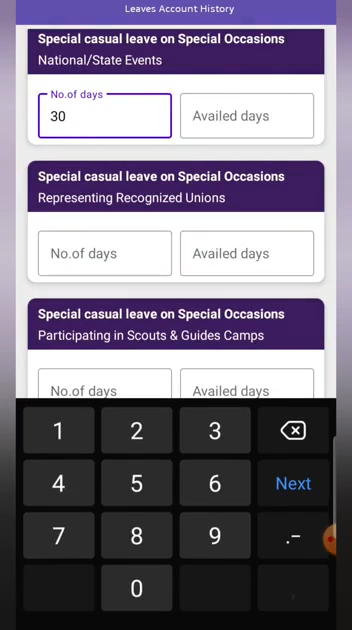 Leaves Account History
Special casual leave on Special Occasions
National/State Events
No.of days
30
Availed days
Special casual leave on Special Occasions
Representing Recognized Unions
No.of days
Availed days
Special casual leave on Special Occasions
Participating in Scouts & Guides Camps
No.of days
Availed days
1
2
3
4
5
6
Next
7
8
9
.-
0
,